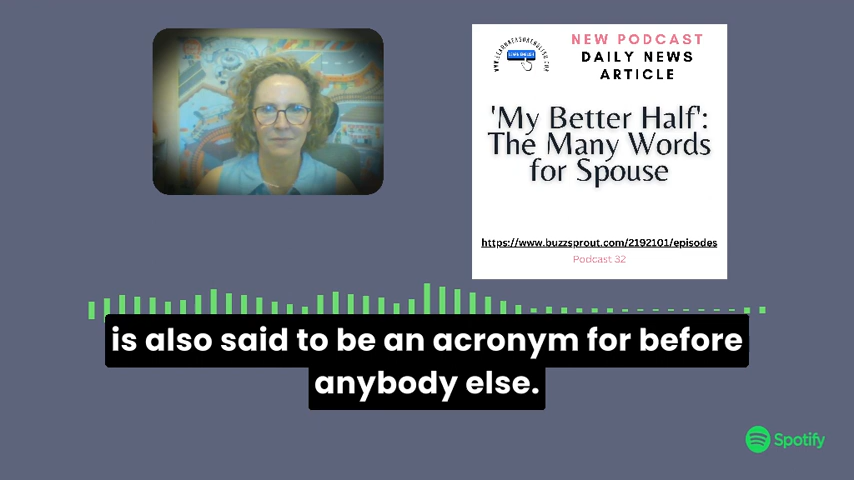 NEW PODCAST
DAILY NEWS
ARTICLE
'My Better Half':
The Many Words
for Spouse
https://www.buzzsprout.com/2192101/episodes
Podcast 32
is also said to be an acronym for before
anybody else.
Spotify